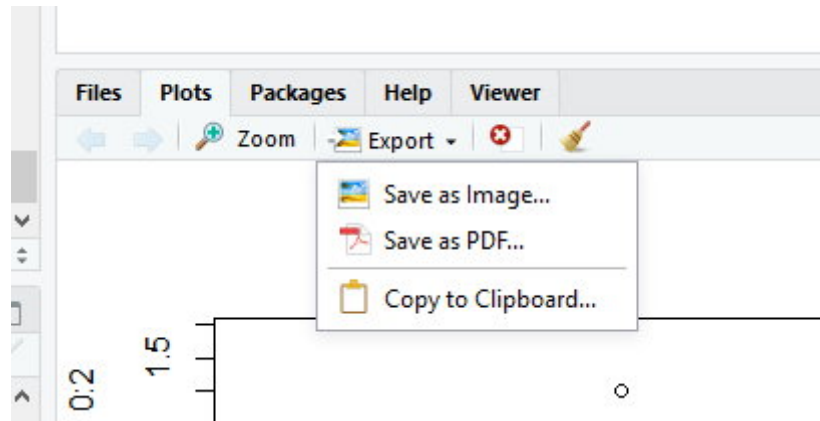 Files Plots Packages Help Viewer
Zoom Export
Save as Image...
Save as PDF...
Copy to Clipboard...
1.5
0:2